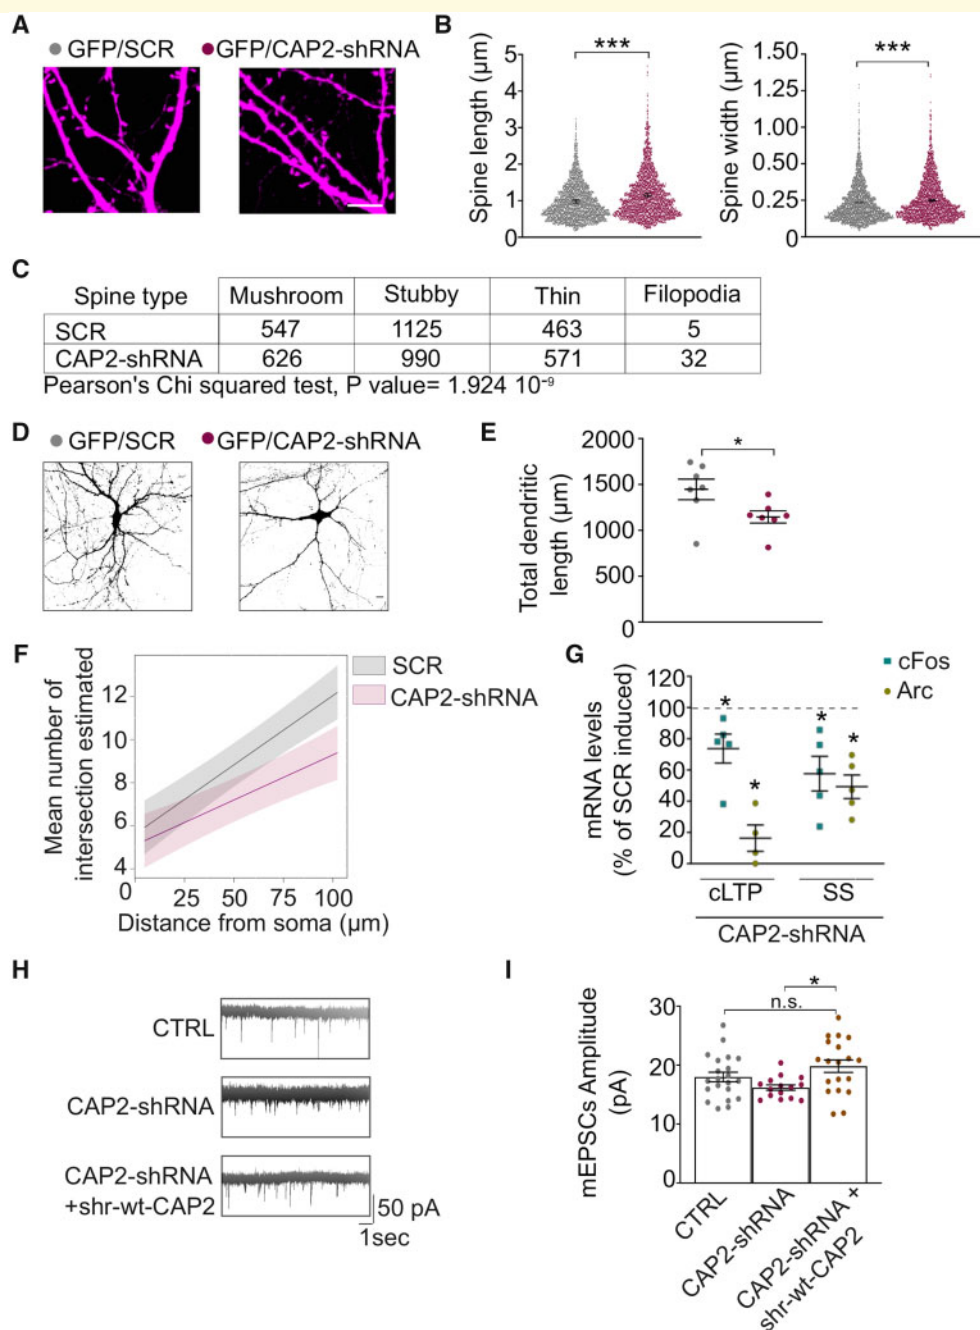 A
GFP/SCR
GFP/CAP2-shRNA
B
Spine length (µm)
5
4
3
2
1
0
***
Spine width (µm)
1.50
1.00
0.50
0.25
0.00
***
C
Spine type Mushroom Stubby Thin Filopodia
SCR 547 1125 463 5
CAP2-shRNA 626 990 571 32
Pearson's Chi squared test, P value= 1.924 10⁻⁹
D
GFP/SCR
GFP/CAP2-shRNA
E
Total dendritic
length (µm)
2000
1500
1000
500
0
*
F
Mean number of
intersection estimated
12
10
8
6
4
0 25 50 75 100
Distance from soma (µm)
SCR
CAP2-shRNA
G
cFos
Arc
mRNA levels
(% of SCR induced)
120
100
80
60
40
20
0
*
*
*
*
cLTP SS
CAP2-shRNA
H
CTRL
CAP2-shRNA
CAP2-shRNA
+shr-wt-CAP2
50 pA
1sec
I
mEPSCs Amplitude
(pA)
30
20
10
0
*
n.s.
CTRL
CAP2-shRNA
CAP2-shRNA +
shr-wt-CAP2